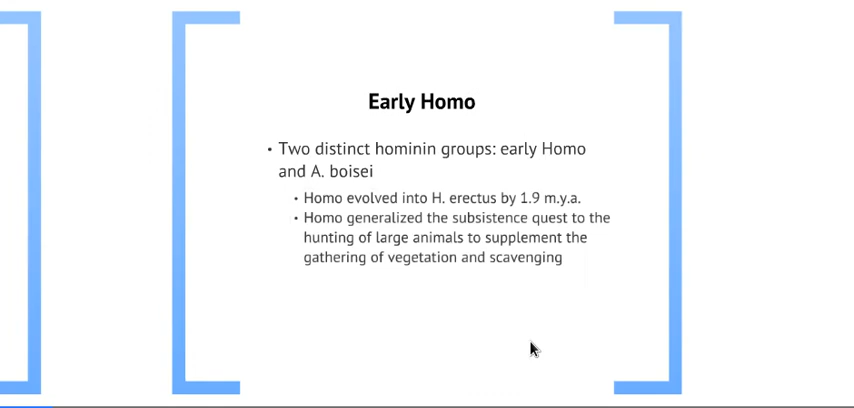 Early Homo
• Two distinct hominin groups: early Homo
and A. boisei
• Homo evolved into H. erectus by 1.9 m.y.a.
• Homo generalized the subsistence quest to the
hunting of large animals to supplement the
gathering of vegetation and scavenging